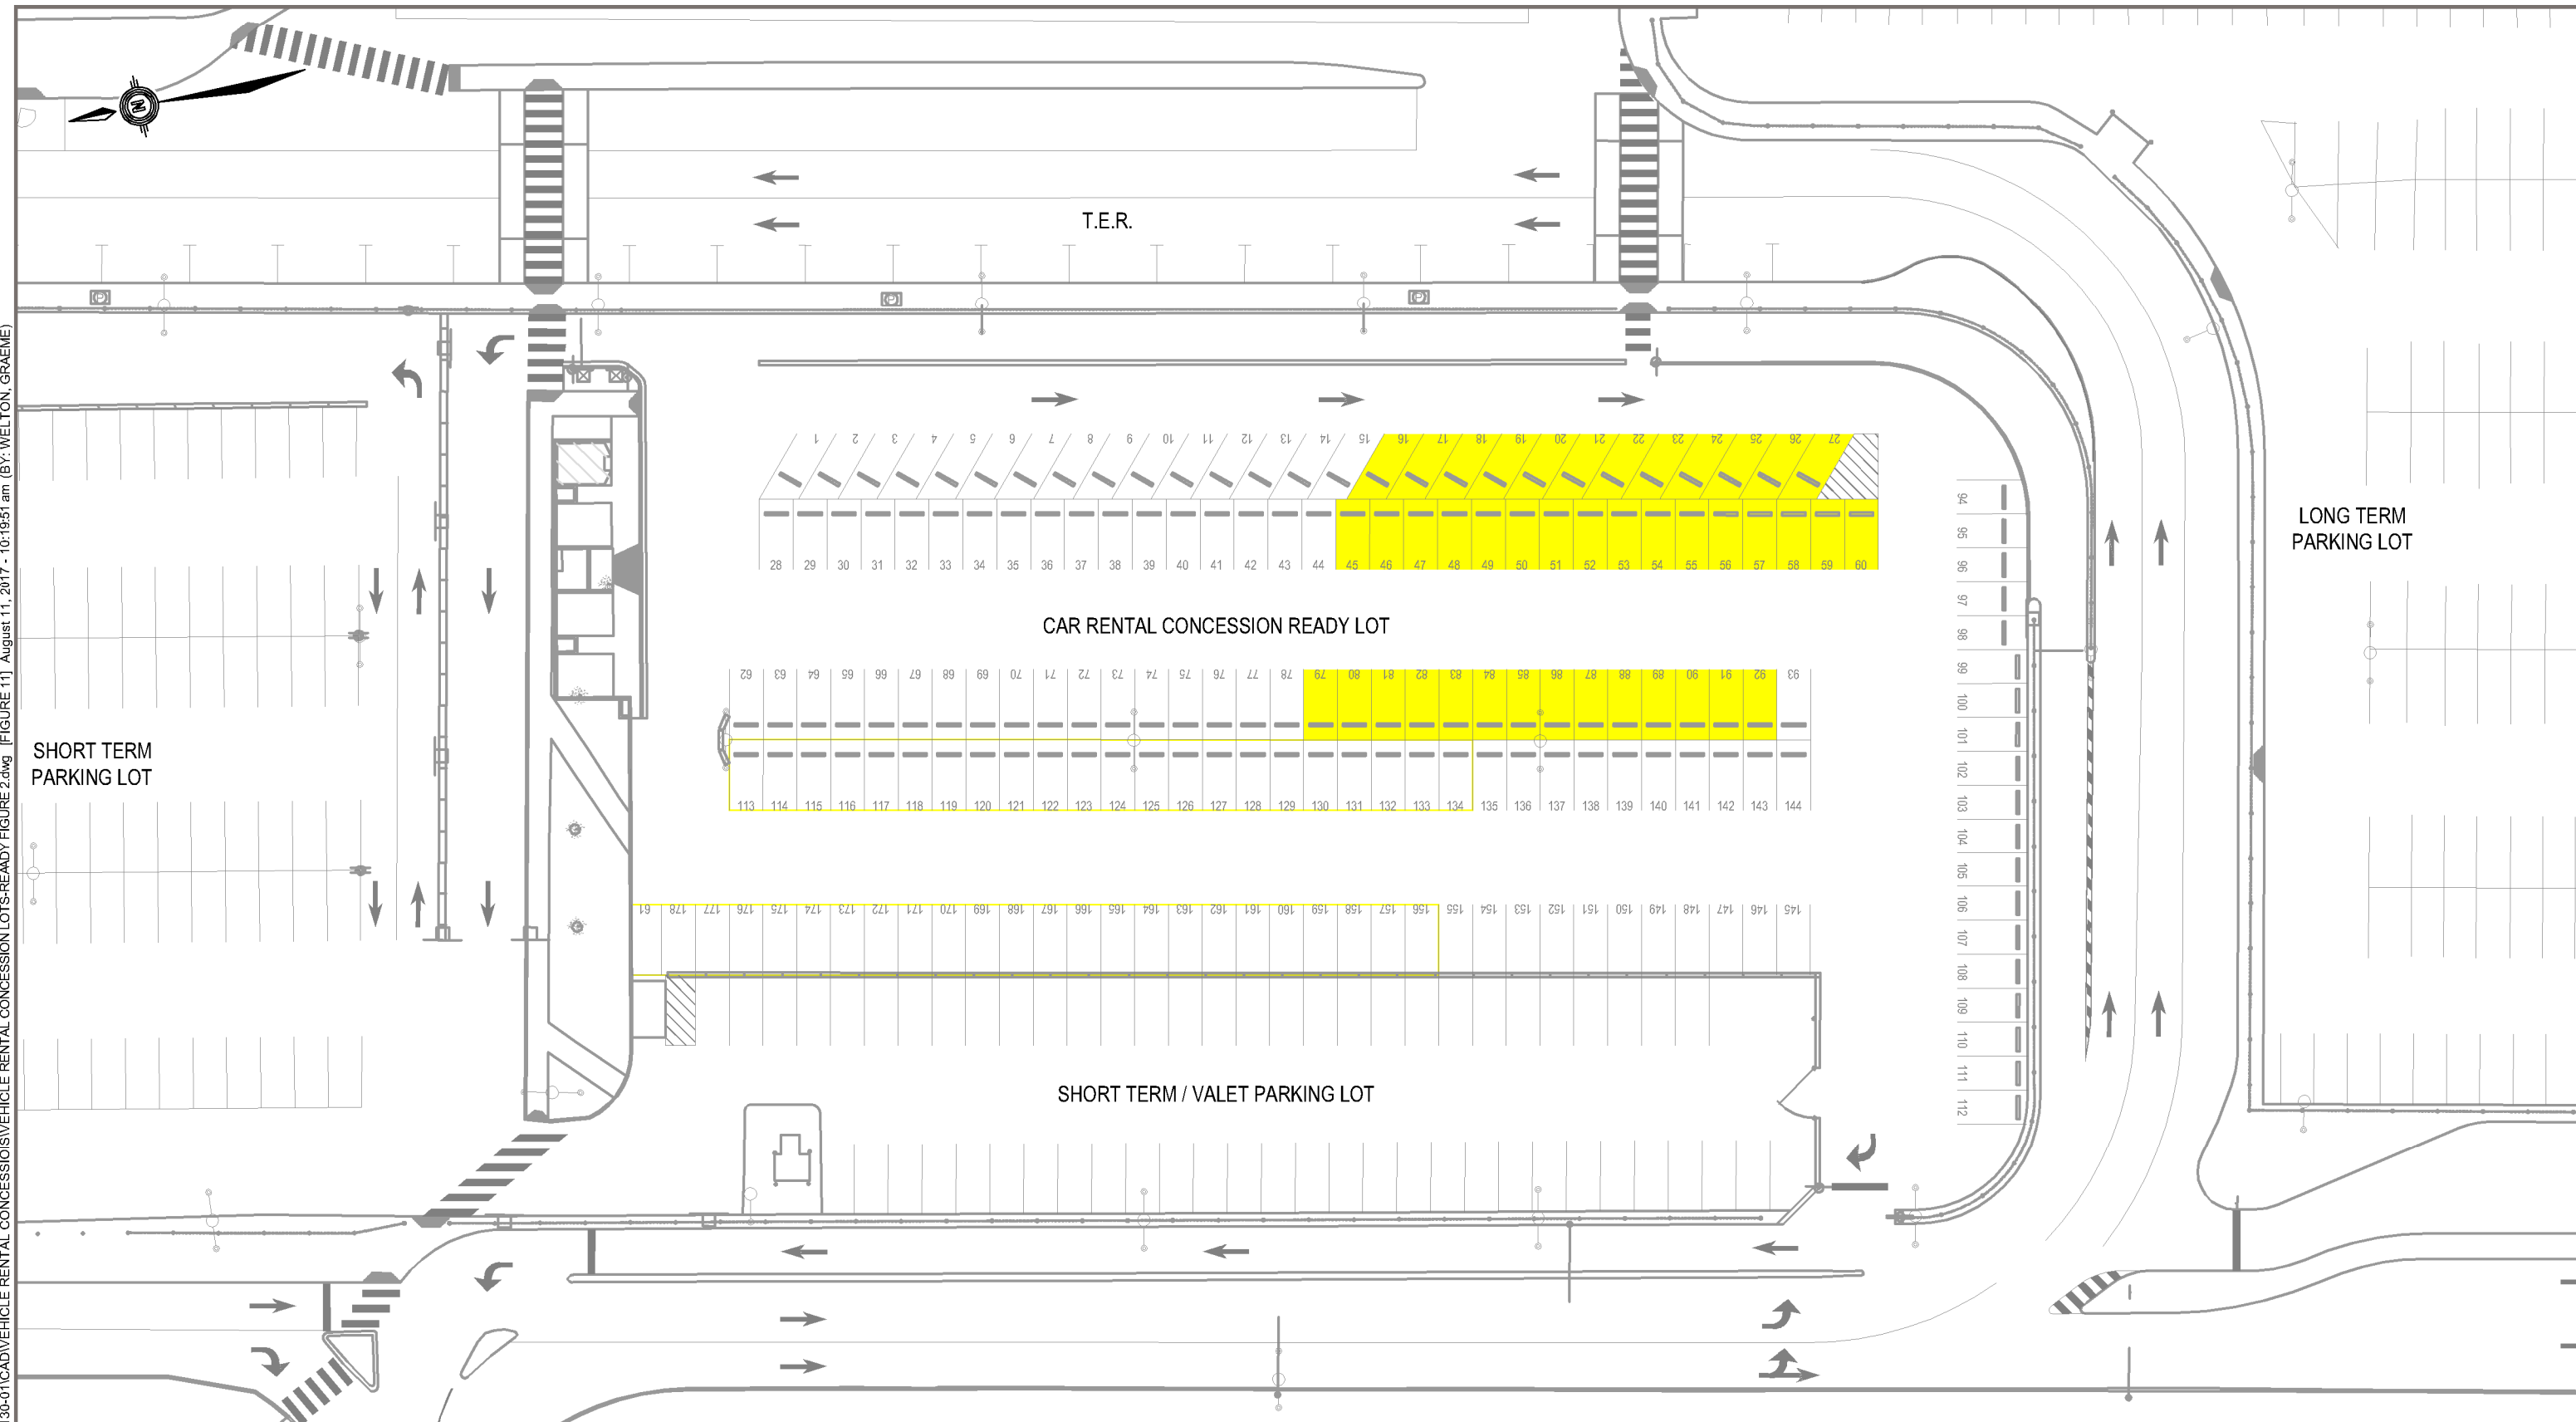 130-01\CAD\VEHICLE RENTAL CONCESSIOIS\VEHICLE RENTAL CONCESSION LOTS-READY FIGURE 2.dwg [FIGURE 11] August 11, 2017 - 10:19:51 am (BY: WELTON, GRAEME)
N
T.E.R.
1 2 3 4 5 6 7 8 9 10 11 12 13 14 15 16 17 18 19 20 21 22 23 24 25 26 27
28 29 30 31 32 33 34 35 36 37 38 39 40 41 42 43 44 45 46 47 48 49 50 51 52 53 54 55 56 57 58 59 60
LONG TERM
PARKING LOT
CAR RENTAL CONCESSION READY LOT
62 63 64 65 66 67 68 69 70 71 72 73 74 75 76 77 78 79 80 81 82 83 84 85 86 87 88 89 90 91 92 93
SHORT TERM
PARKING LOT
113 114 115 116 117 118 119 120 121 122 123 124 125 126 127 128 129 130 131 132 133 134 135 136 137 138 139 140 141 142 143 144
61 178 177 176 175 174 173 172 171 170 169 168 167 166 165 164 163 162 161 160 159 158 157 156 155 154 153 152 151 150 149 148 147 146 145
94
95
96
97
98
99
100
101
102
103
104
105
106
107
108
109
110
111
112
SHORT TERM / VALET PARKING LOT